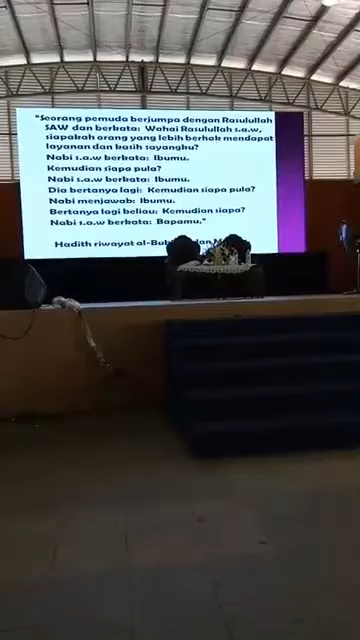 "Seorang pemuda berjumpa dengan Rasulullah
SAW dan berkata: Wahai Rasulullah s.a.w,
siapakah orang yang lebih berhak mendapat
layanan dan kasih sayangku?
Nabi s.a.w berkata: Ibumu.
Kemudian siapa pula?
Nabi s.a.w berkata: Ibumu.
Dia bertanya lagi: Kemudian siapa pula?
Nabi menjawab: Ibumu.
Bertanya lagi beliau; Kemudian siapa?
Nabi s.a.w berkata: Bapamu."
Hadith riwayat